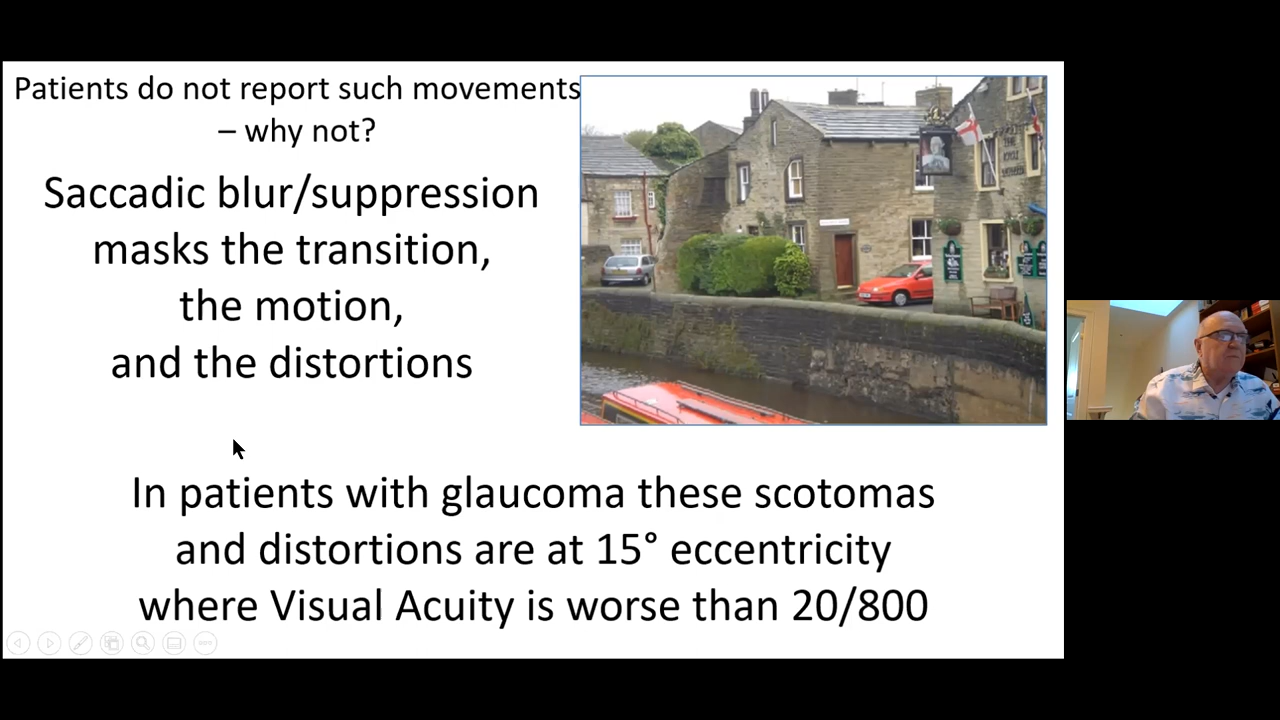 Patients do not report such movements
– why not?
Saccadic blur/suppression
masks the transition,
the motion,
and the distortions
In patients with glaucoma these scotomas
and distortions are at 15° eccentricity
where Visual Acuity is worse than 20/800